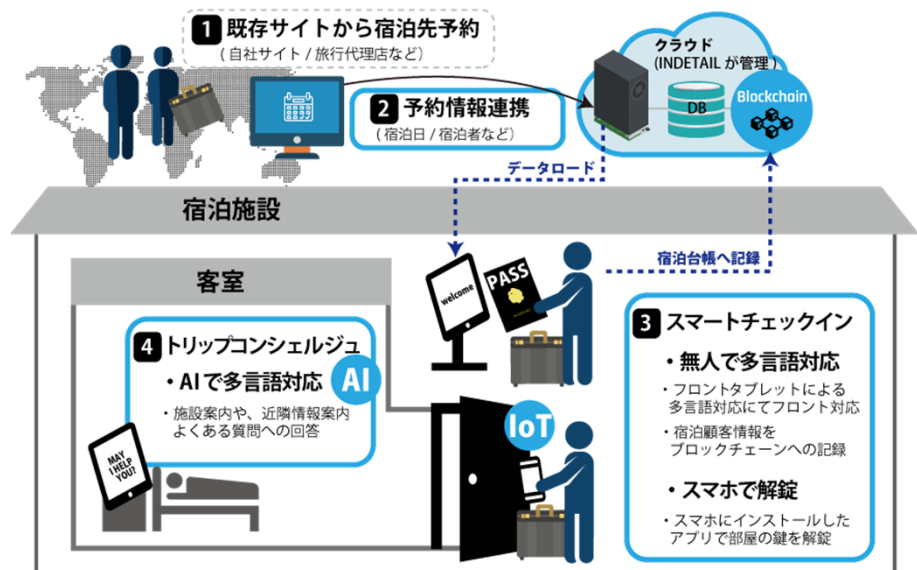 1 既存サイトから宿泊先予約
( 自社サイト / 旅行代理店など )
2 予約情報連携
( 宿泊日 / 宿泊者など )
クラウド
(INDETAIL が管理 )
DB
Blockchain
データロード
宿泊施設
宿泊台帳へ記録
客室
welcome
PASS
4 トリップコンシェルジュ
・AI で多言語対応
AI
・施設案内や、近隣情報案内
よくある質問への回答
MAY
I HELP
YOU?
IoT
3 スマートチェックイン
・無人で多言語対応
・フロントタブレットによる
多言語対応にてフロント対応
・宿泊顧客情報を
ブロックチェーンへの記録
・スマホで解錠
・スマホにインストールした
アプリで部屋の鍵を解錠